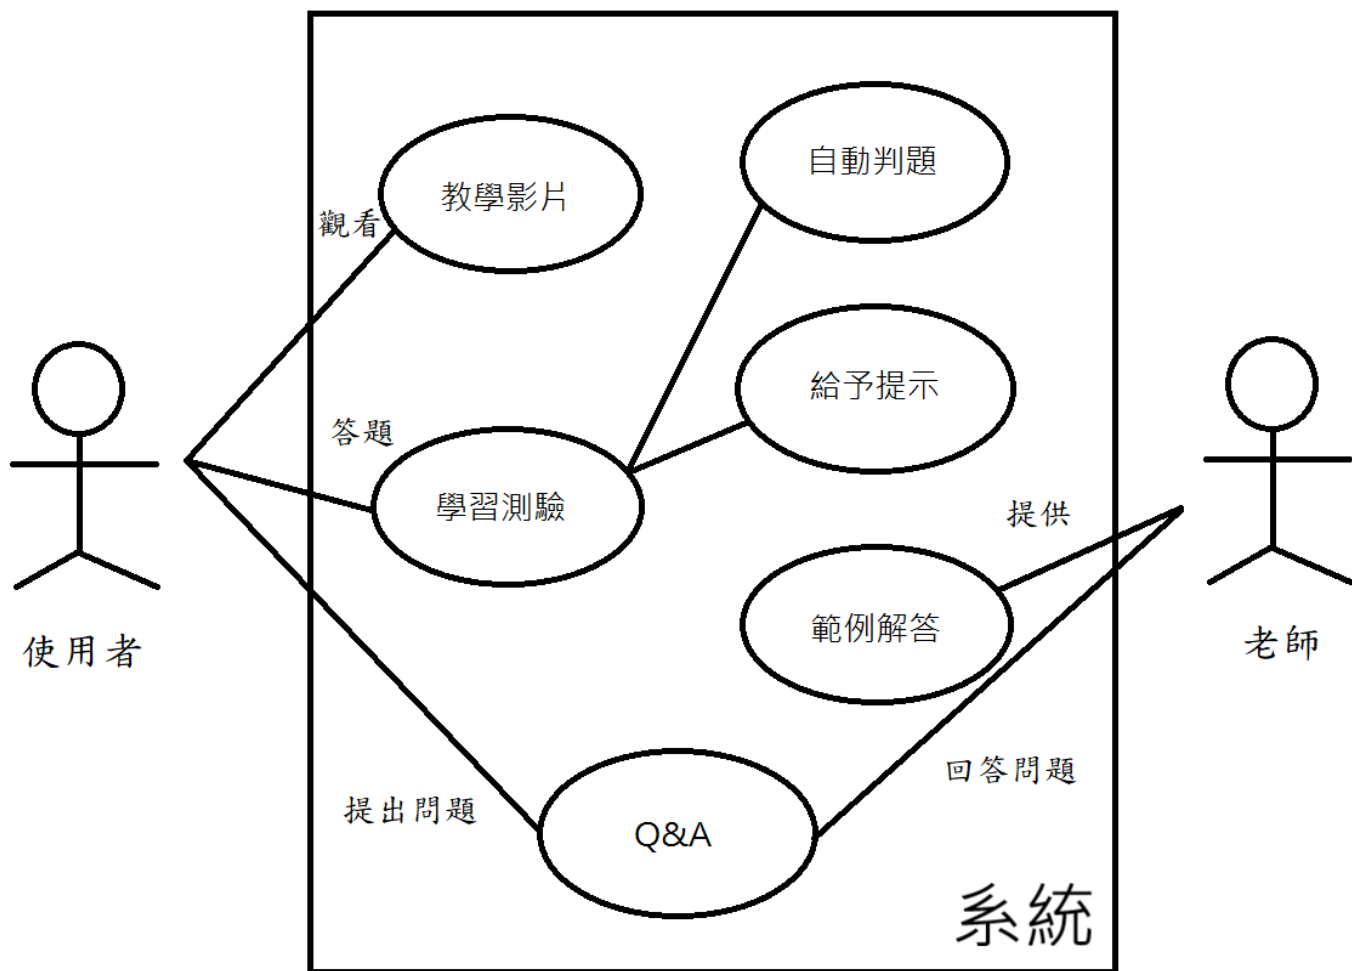 自動判題
教學影片
觀看
給予提示
答題
學習測驗
提供
範例解答
使用者
老師
回答問題
提出問題
Q&A
系統